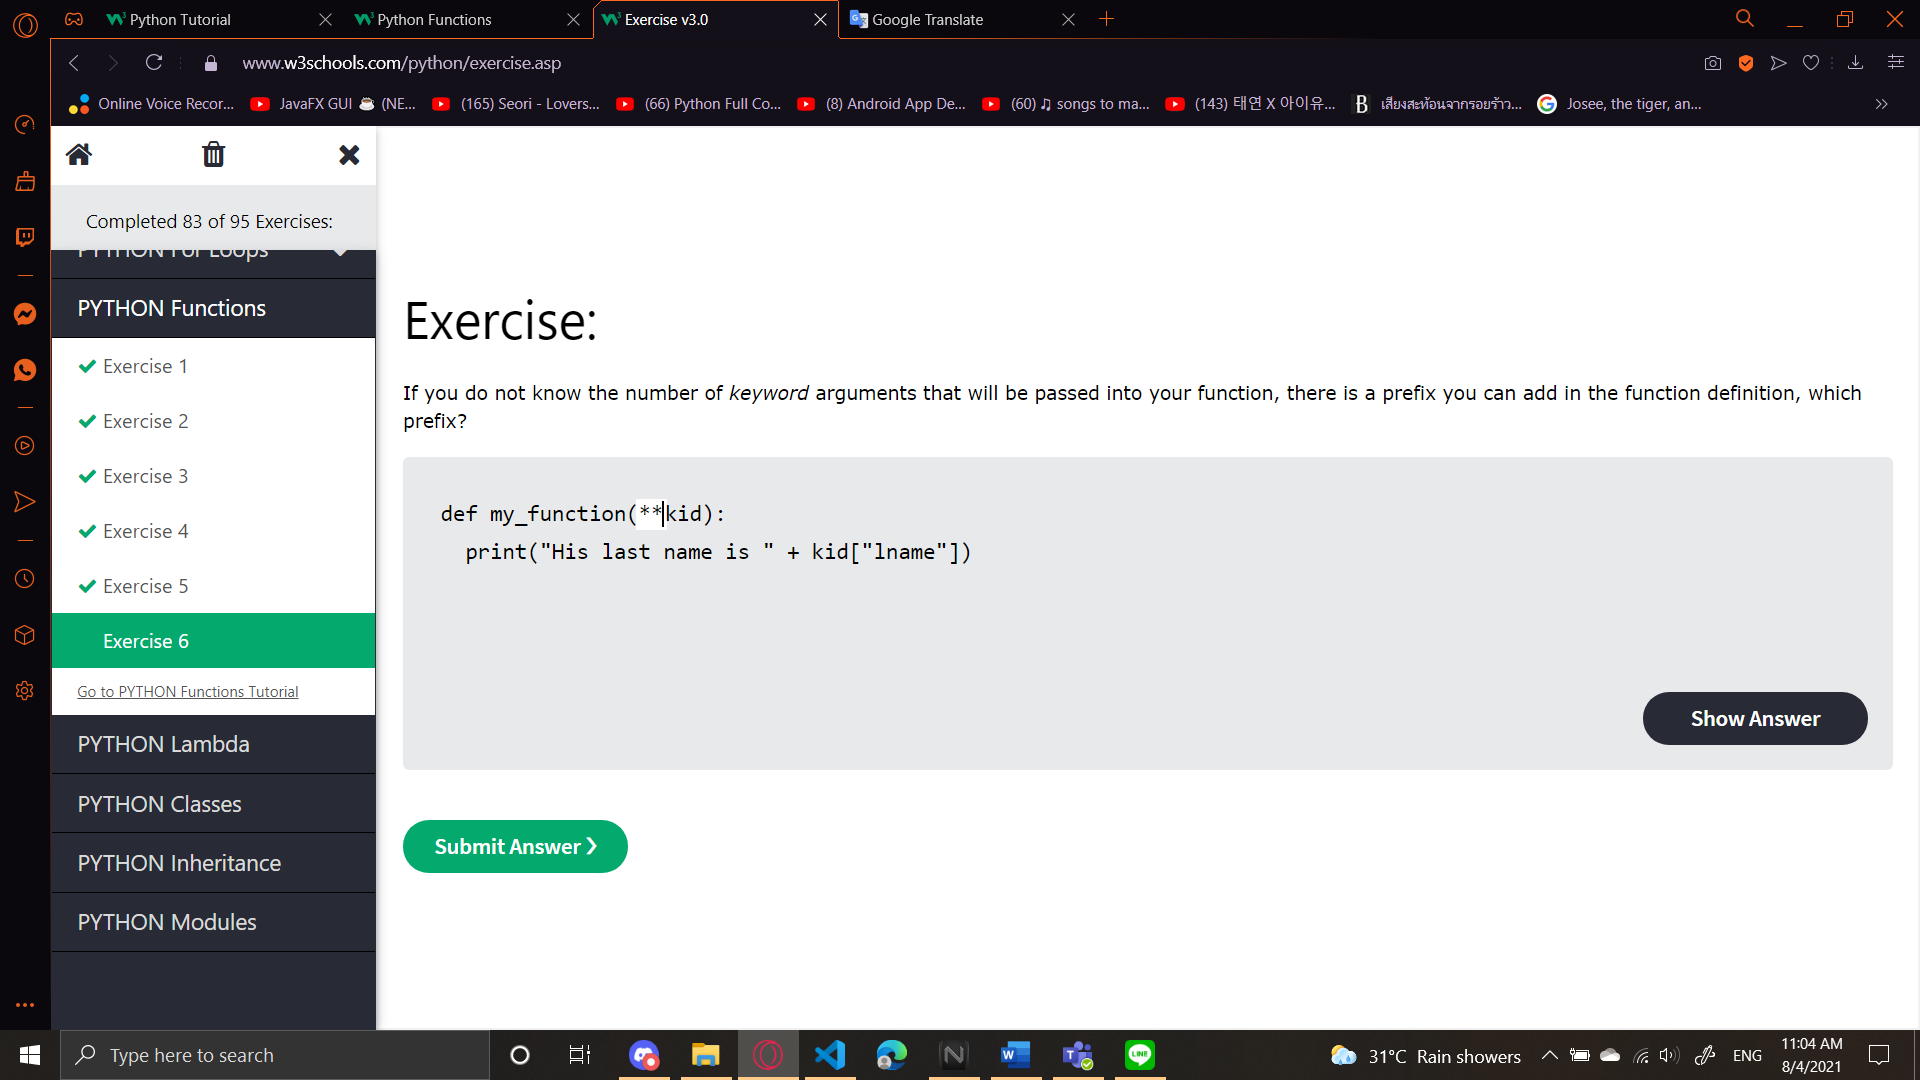 Python Tutorial
Python Functions
Exercise v3.0
Google Translate
www.w3schools.com/python/exercise.asp
Online Voice Recor...
JavaFX GUI ☕ (NE...
(165) Seori - Lovers...
(66) Python Full Co...
(8) Android App De...
(60) ♫ songs to ma...
(143) 태연 X 아이유...
เสียงสะท้อนจากรอยร้าว...
Josee, the tiger, an...
Completed 83 of 95 Exercises:
PYTHON For Loops
PYTHON Functions
Exercise 1
Exercise 2
Exercise 3
Exercise 4
Exercise 5
Exercise 6
Go to PYTHON Functions Tutorial
PYTHON Lambda
PYTHON Classes
PYTHON Inheritance
PYTHON Modules
Exercise:
If you do not know the number of keyword arguments that will be passed into your function, there is a prefix you can add in the function definition, which
prefix?
def my_function(**kid):
print("His last name is " + kid["lname"])
Show Answer
Submit Answer ❯
Type here to search
31°C Rain showers
ENG
11:04 AM
8/4/2021